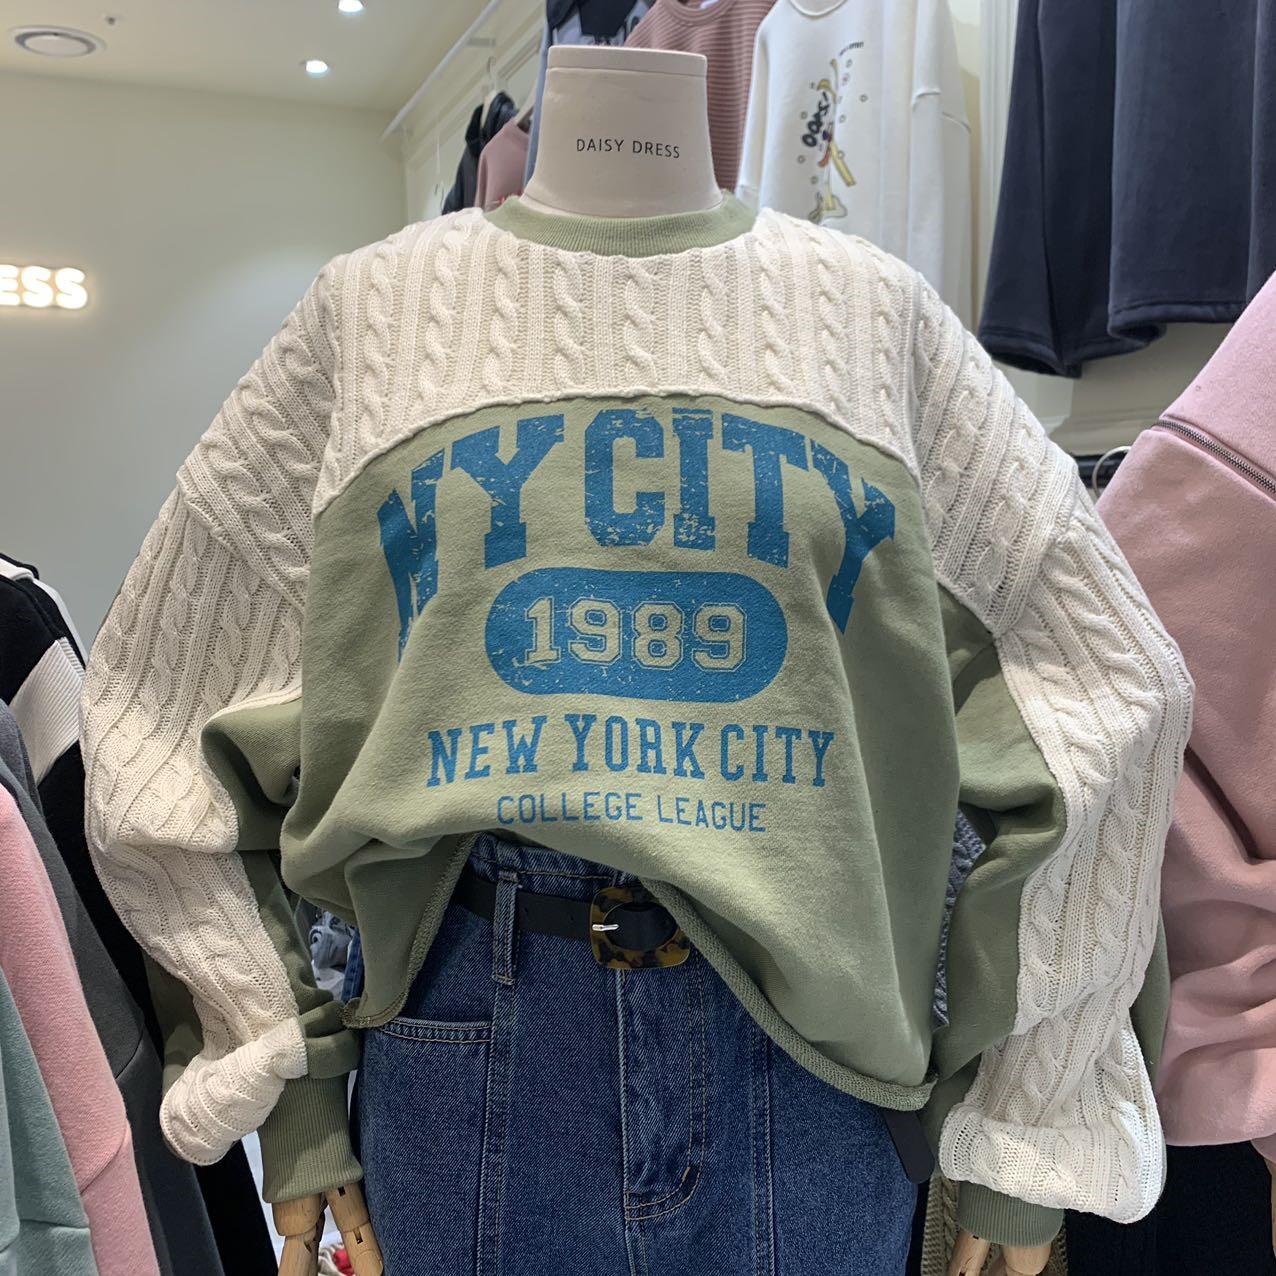 DAISY DRESS
ESS
NY CITY
1989
NEW YORK CITY
COLLEGE LEAGUE